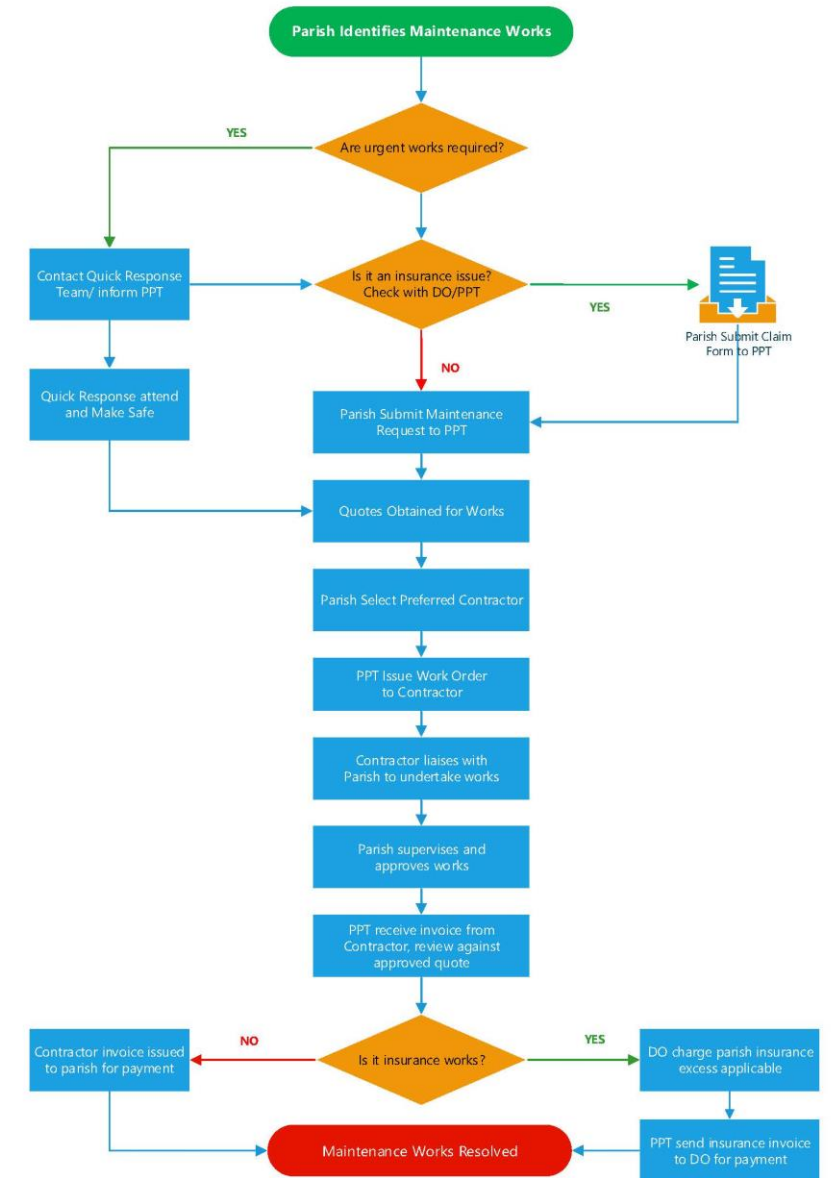 Parish Identifies Maintenance Works
YES
Are urgent works required?
Contact Quick Response
Team/ inform PPT
Is it an insurance issue?
Check with DO/PPT
YES
Parish Submit Claim
Form to PPT
NO
Quick Response attend
and Make Safe
Parish Submit Maintenance
Request to PPT
Quotes Obtained for Works
Parish Select Preferred Contractor
PPT Issue Work Order
to Contractor
Contractor liaises with
Parish to undertake works
Parish supervises and
approves works
PPT receive invoice from
Contractor, review against
approved quote
NO
YES
Contractor invoice issued
to parish for payment
Is it insurance works?
DO charge parish insurance
excess applicable
Maintenance Works Resolved
PPT send insurance invoice
to DO for payment